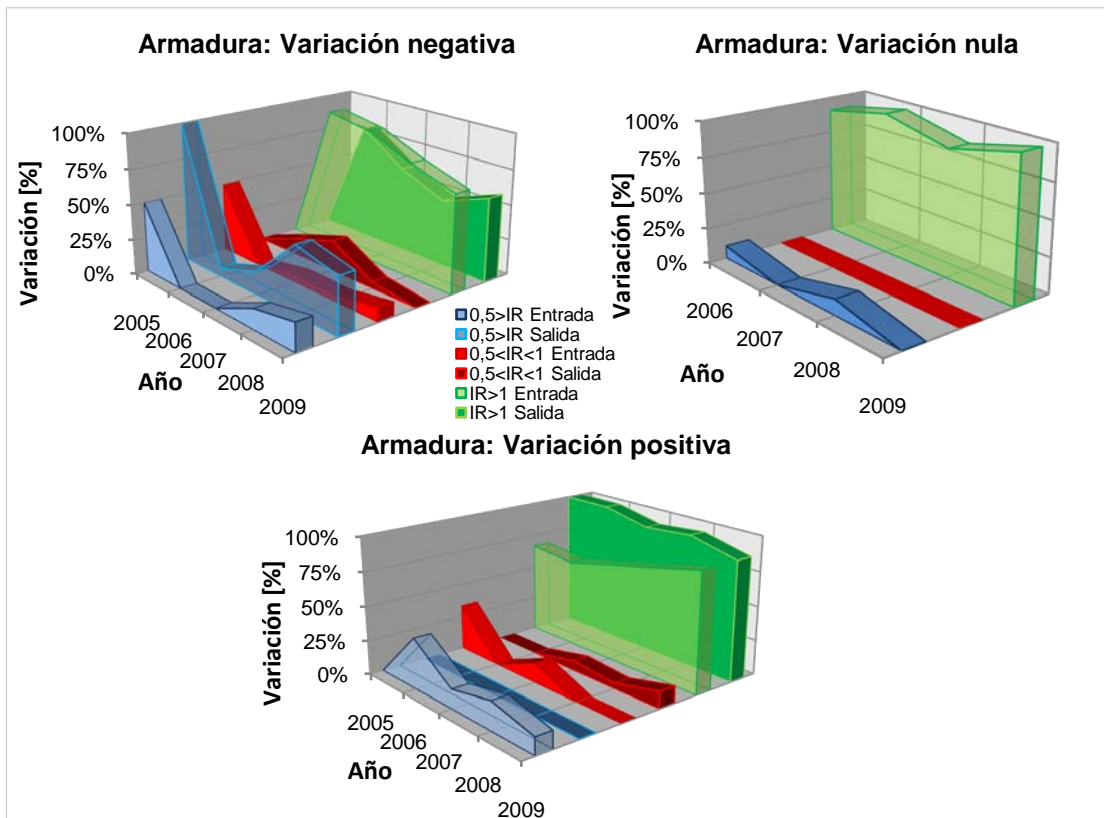 Armadura: Variación negativa
Variación [%]
100%
75%
50%
25%
0%
2005
2006
2007
2008
2009
Año
0,5>IR Entrada
0,5>IR Salida
0,5<IR<1 Entrada
0,5<IR<1 Salida
IR>1 Entrada
IR>1 Salida
Armadura: Variación nula
Variación [%]
100%
75%
50%
25%
0%
2006
2007
2008
2009
Año
Armadura: Variación positiva
Variación [%]
100%
75%
50%
25%
0%
2005
2006
2007
2008
2009
Año